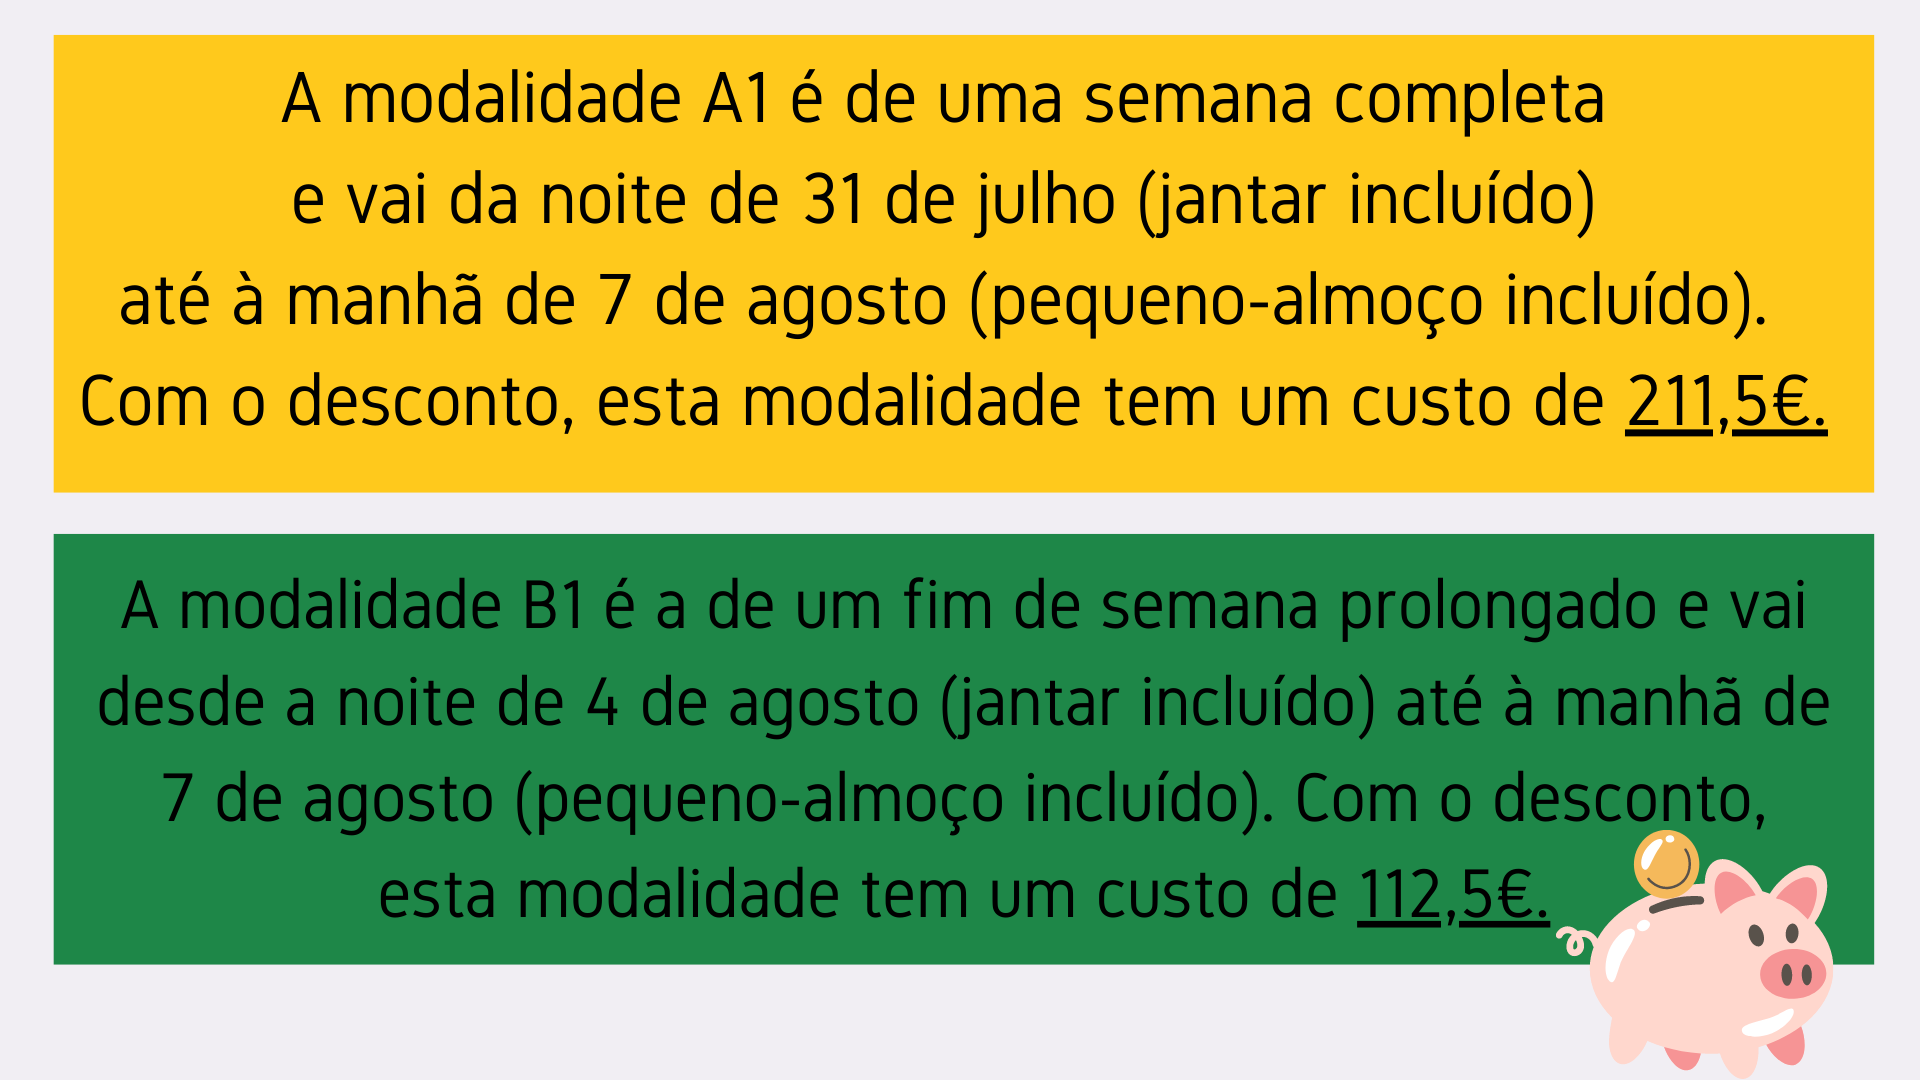 A modalidade A1 é de uma semana completa
e vai da noite de 31 de julho (jantar incluído)
até à manhã de 7 de agosto (pequeno-almoço incluído).
Com o desconto, esta modalidade tem um custo de 211,5€.
A modalidade B1 é a de um fim de semana prolongado e vai
desde a noite de 4 de agosto (jantar incluído) até à manhã de
7 de agosto (pequeno-almoço incluído). Com o desconto,
esta modalidade tem um custo de 112,5€.